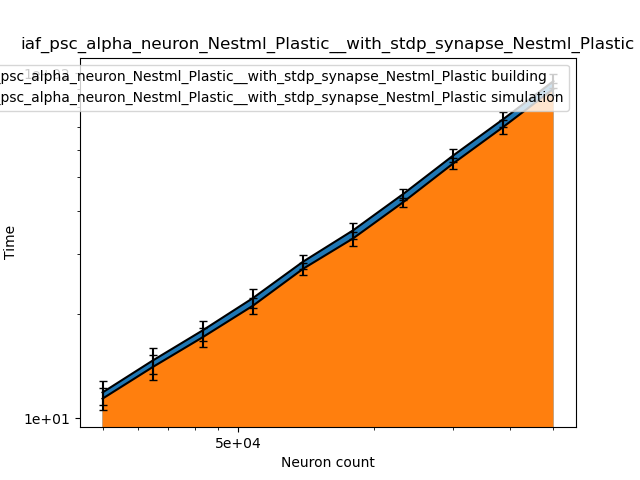 iaf_psc_alpha_neuron_Nestml_Plastic__with_stdp_synapse_Nestml_Plastic
psc_alpha_neuron_Nestml_Plastic__with_stdp_synapse_Nestml_Plastic building
psc_alpha_neuron_Nestml_Plastic__with_stdp_synapse_Nestml_Plastic simulation
Time
1e+01
5e+04
Neuron count